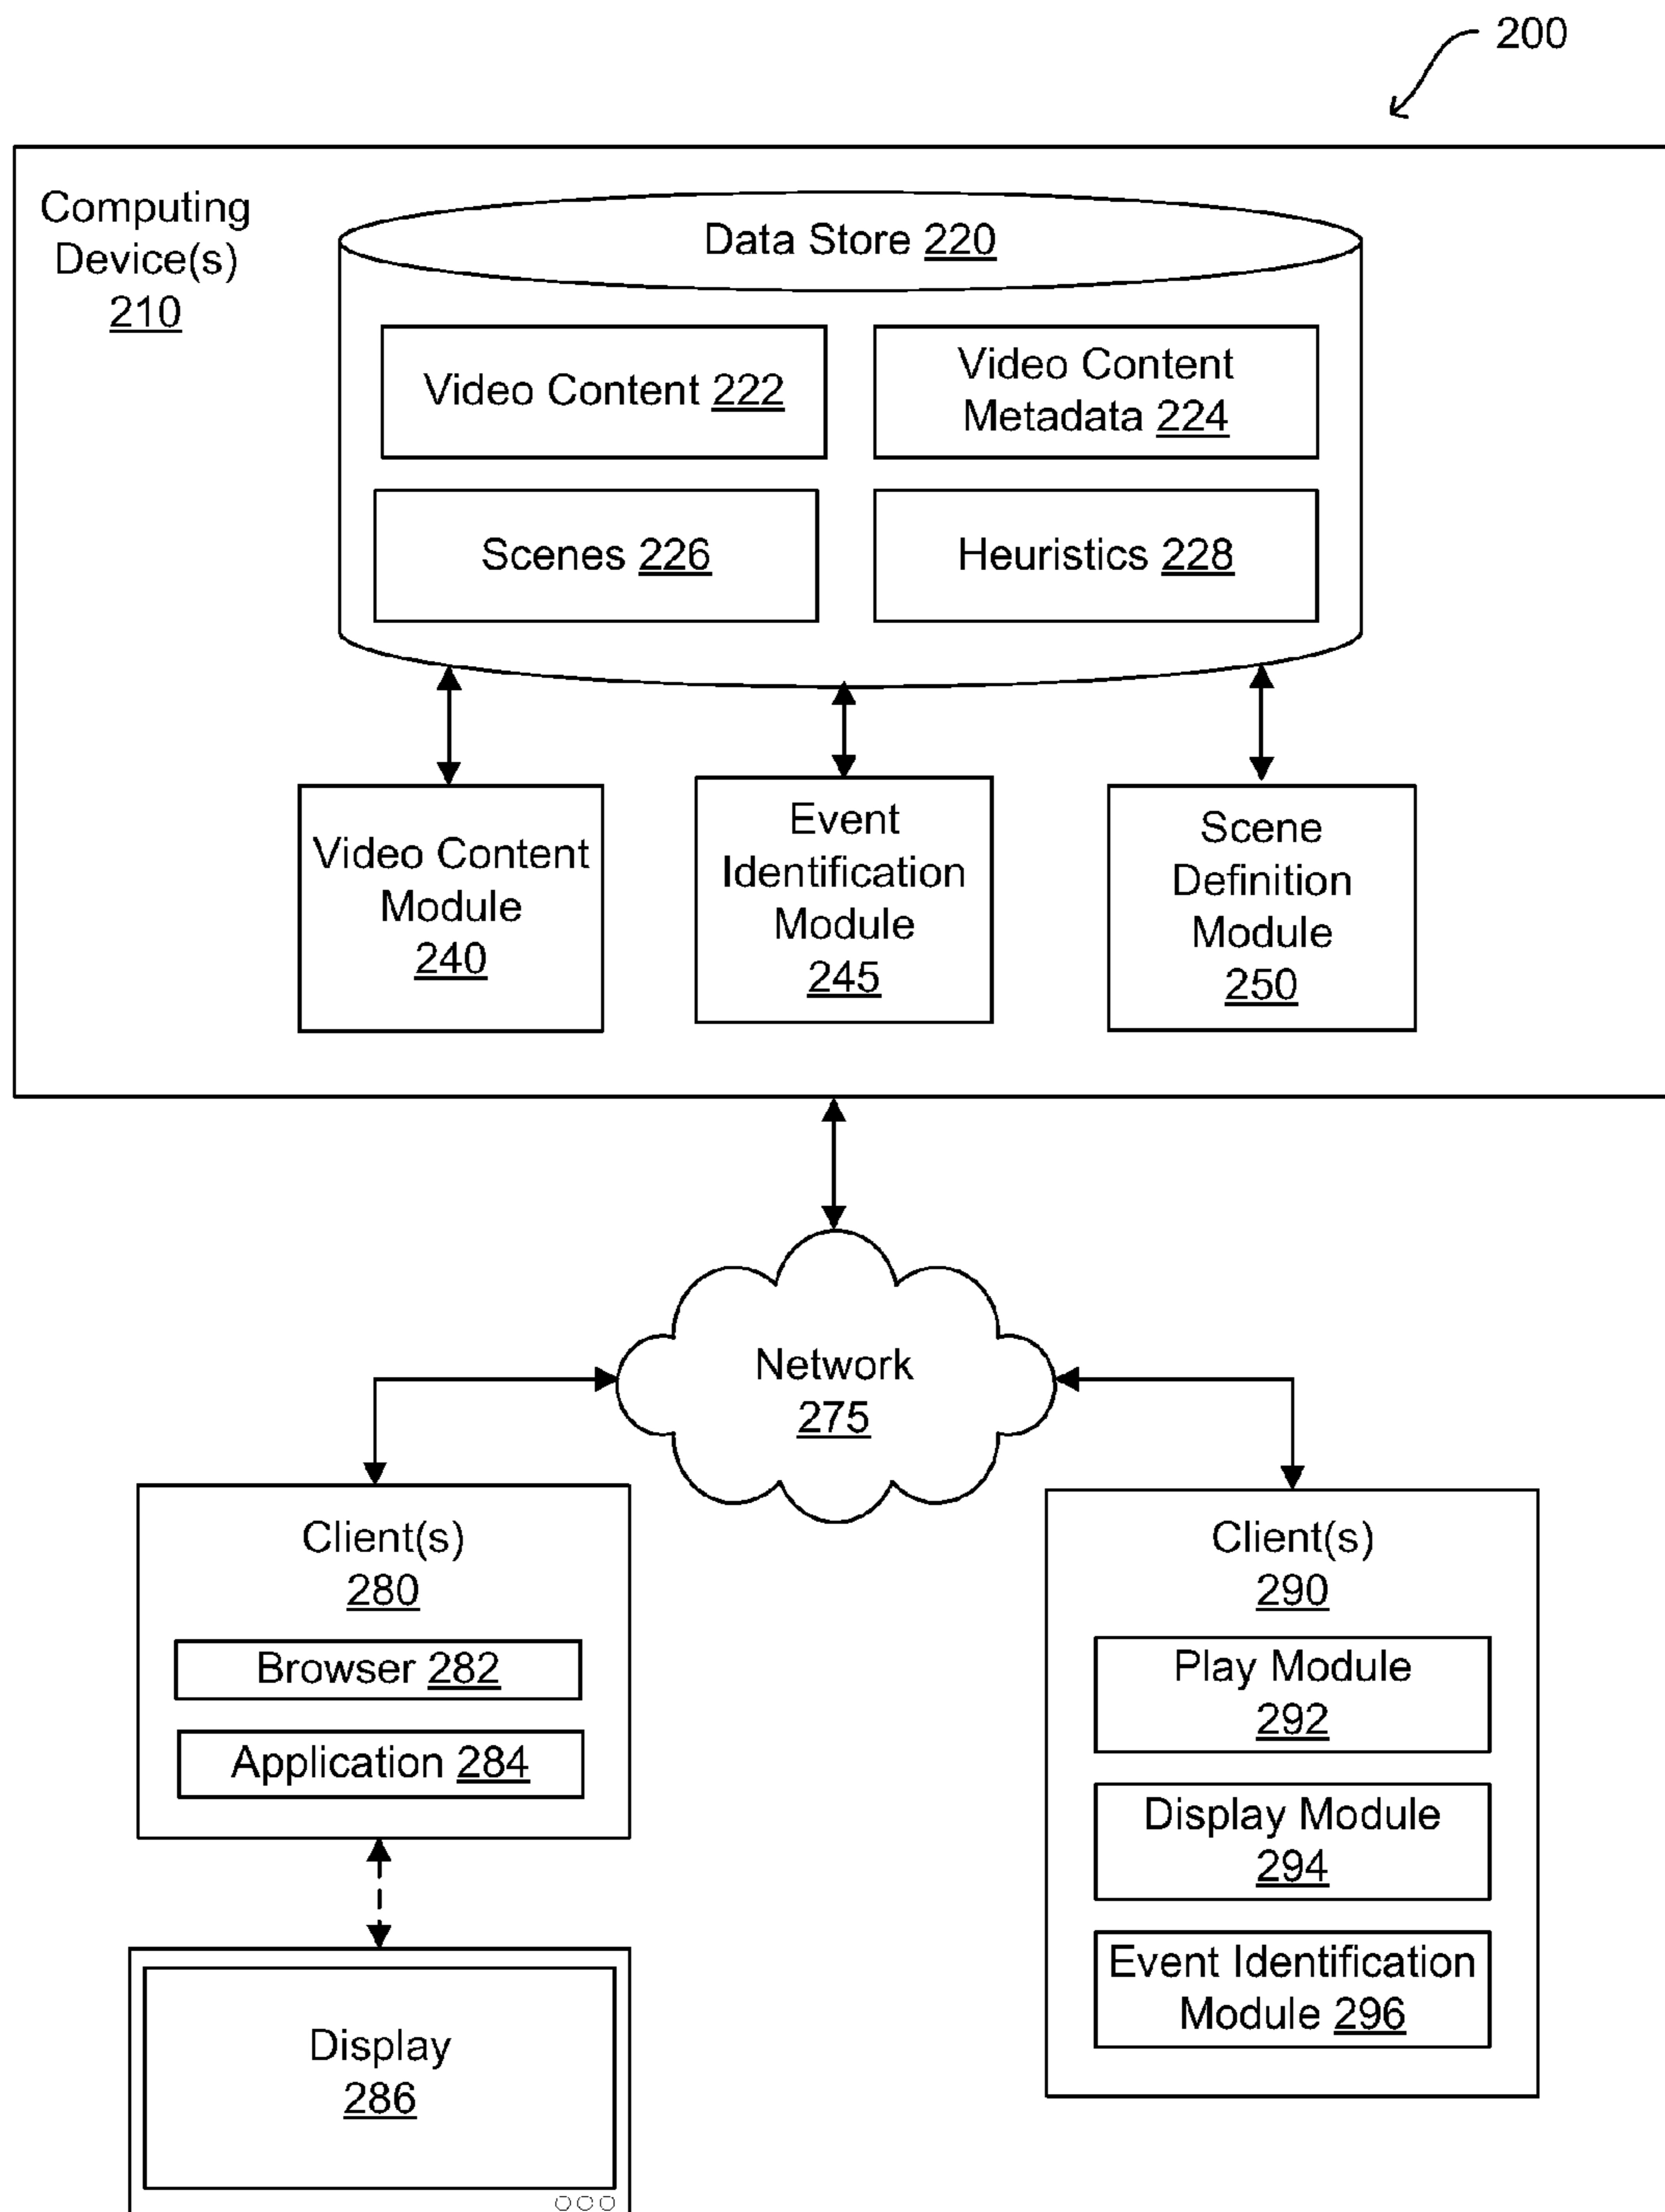 200
Computing
Device(s)
210
Data Store 220
Video Content 222
Video Content
Metadata 224
Scenes 226
Heuristics 228
Video Content
Module
240
Event
Identification
Module
245
Scene
Definition
Module
250
Network
275
Client(s)
280
Browser 282
Application 284
Display
286
Client(s)
290
Play Module
292
Display Module
294
Event Identification
Module 296